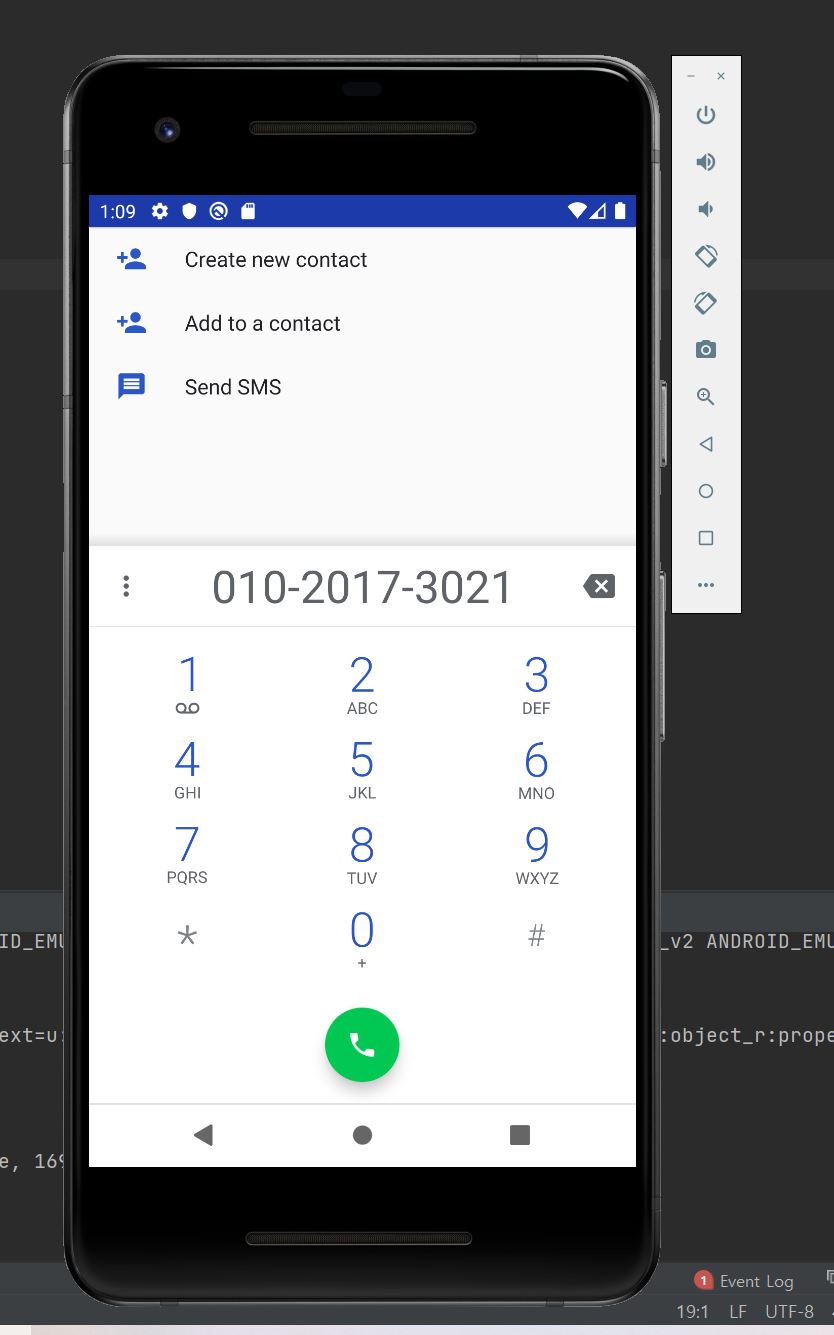 1:09
Create new contact
Add to a contact
Send SMS
010-2017-3021
1 2 3
ABC DEF
4 5 6
GHI JKL MNO
7 8 9
PQRS TUV WXYZ
* 0 #
+
ID_EMU _v2 ANDROID_EMU
ext=u: :object_r:prope
e, 169
1 Event Log
19:1 LF UTF-8